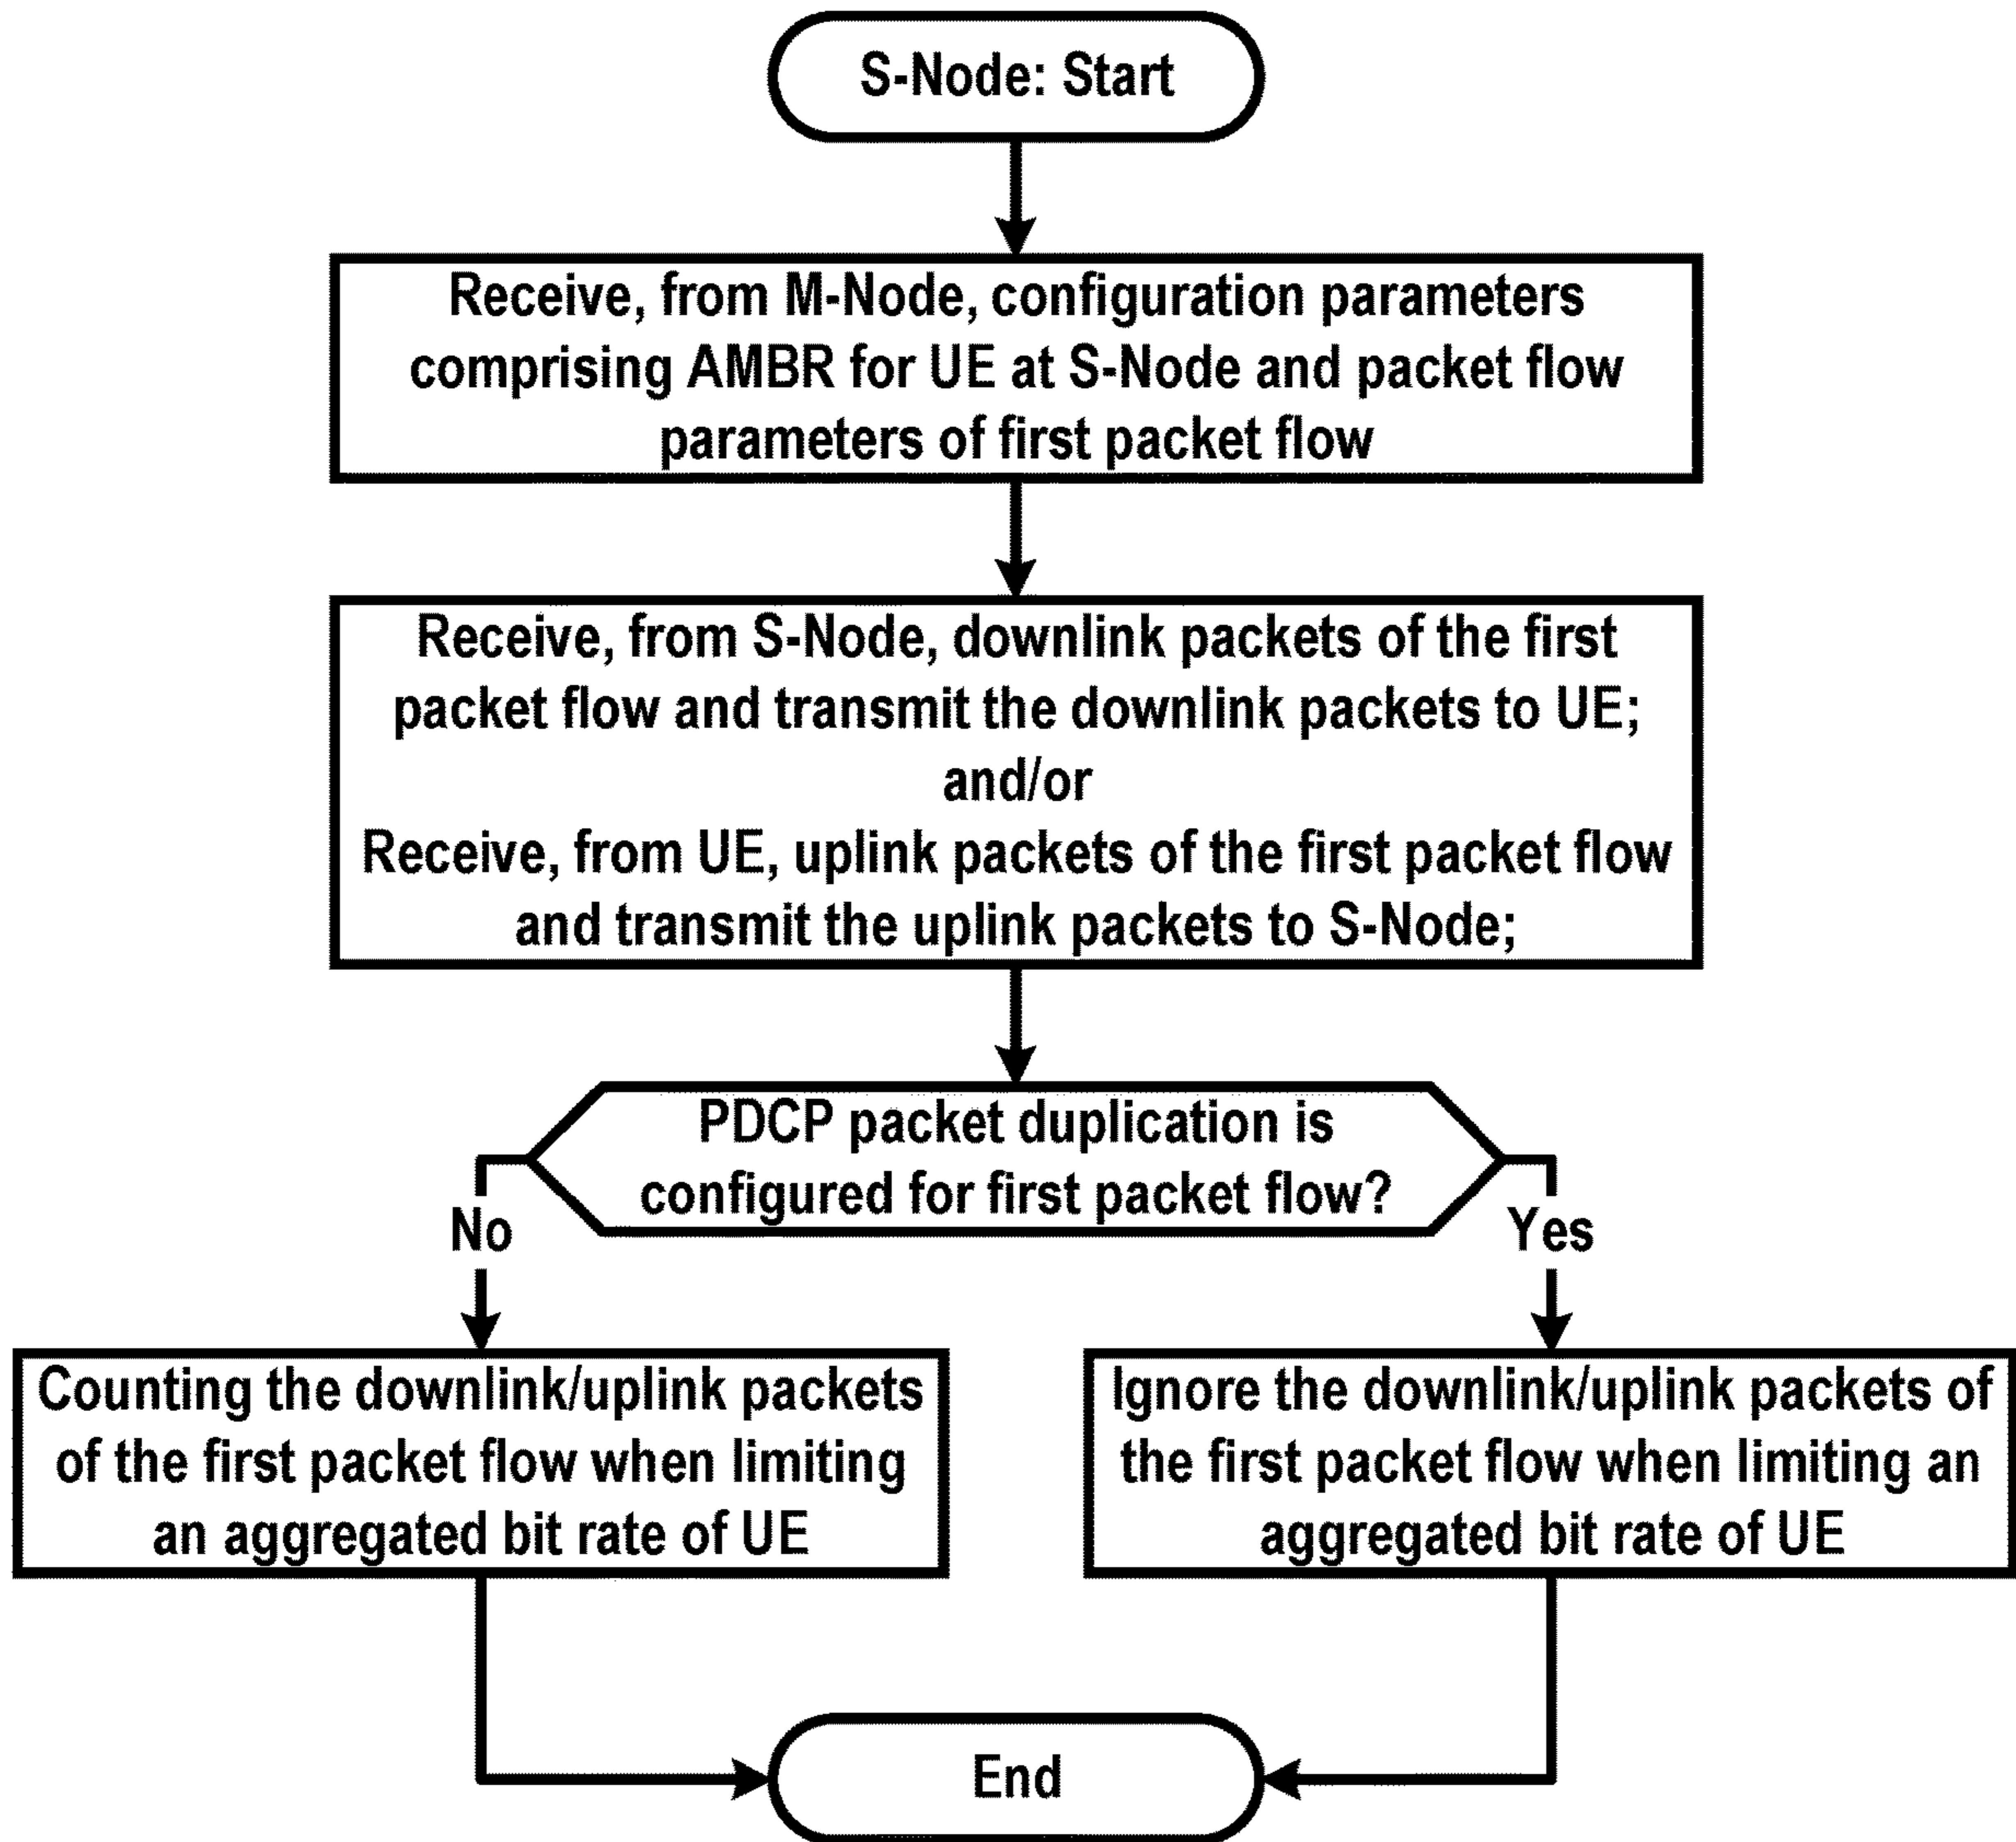 S-Node: Start
Receive, from M-Node, configuration parameters
comprising AMBR for UE at S-Node and packet flow
parameters of first packet flow
Receive, from S-Node, downlink packets of the first
packet flow and transmit the downlink packets to UE;
and/or
Receive, from UE, uplink packets of the first packet flow
and transmit the uplink packets to S-Node;
PDCP packet duplication is
configured for first packet flow?
No
Yes
Counting the downlink/uplink packets
of the first packet flow when limiting
an aggregated bit rate of UE
Ignore the downlink/uplink packets of
the first packet flow when limiting an
aggregated bit rate of UE
End